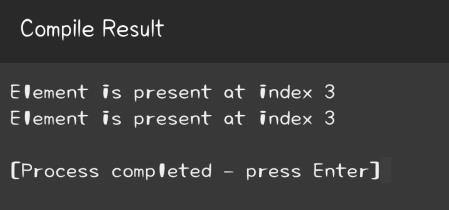 Compile Result
Element is present at index 3
Element is present at index 3
[Process completed - press Enter]